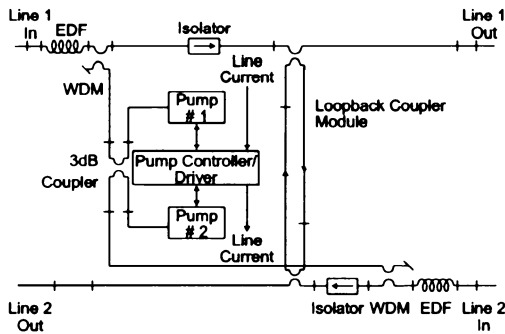 Line 1
In
EDF
Isolator
Line 1
Out
WDM
Line
Current
Pump
# 1
Loopback Coupler
Module
3dB
Coupler
Pump Controller/
Driver
Pump
# 2
Line
Current
Line 2
Out
Isolator
WDM
EDF
Line 2
In